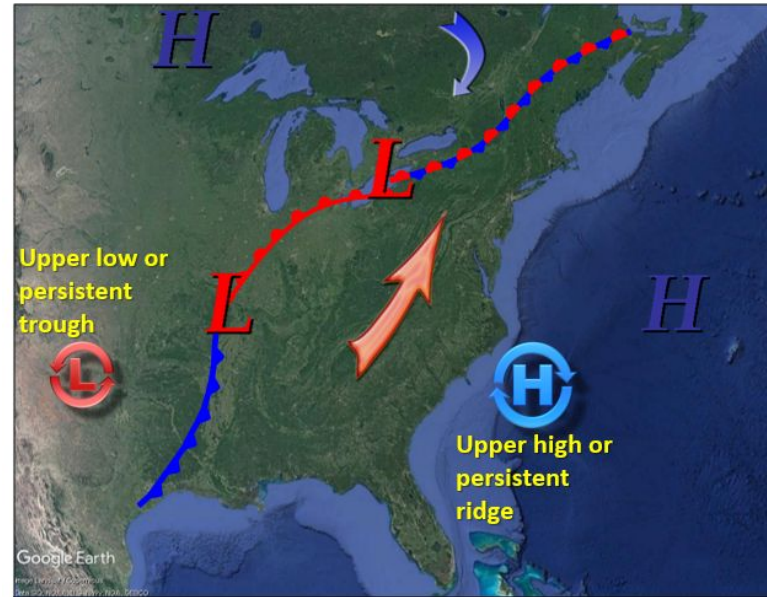 H
L
L
Upper low or
persistent
trough
H
L
H
Upper high or
persistent
ridge
Google Earth